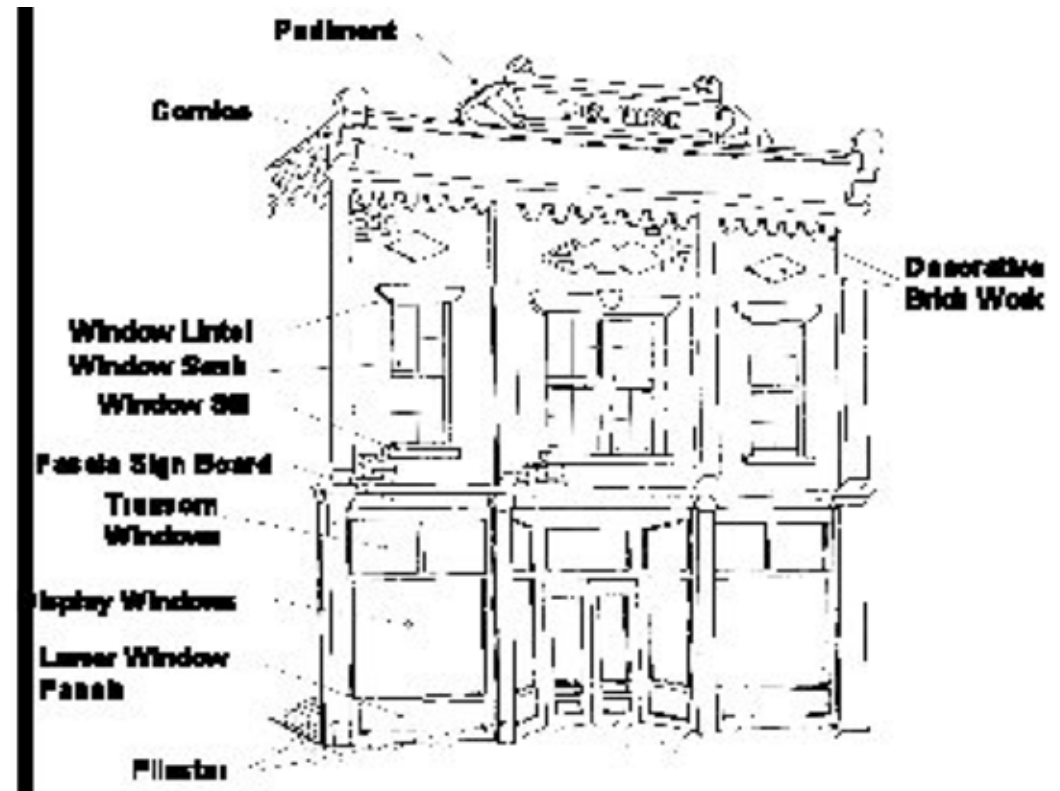 Pediment
Cornice
Decorative
Brick Work
Window Lintel
Window Sash
Window Sill
Fascia Sign Board
Transom
Windows
isplay Windows
Lower Window
Panels
Pilaster